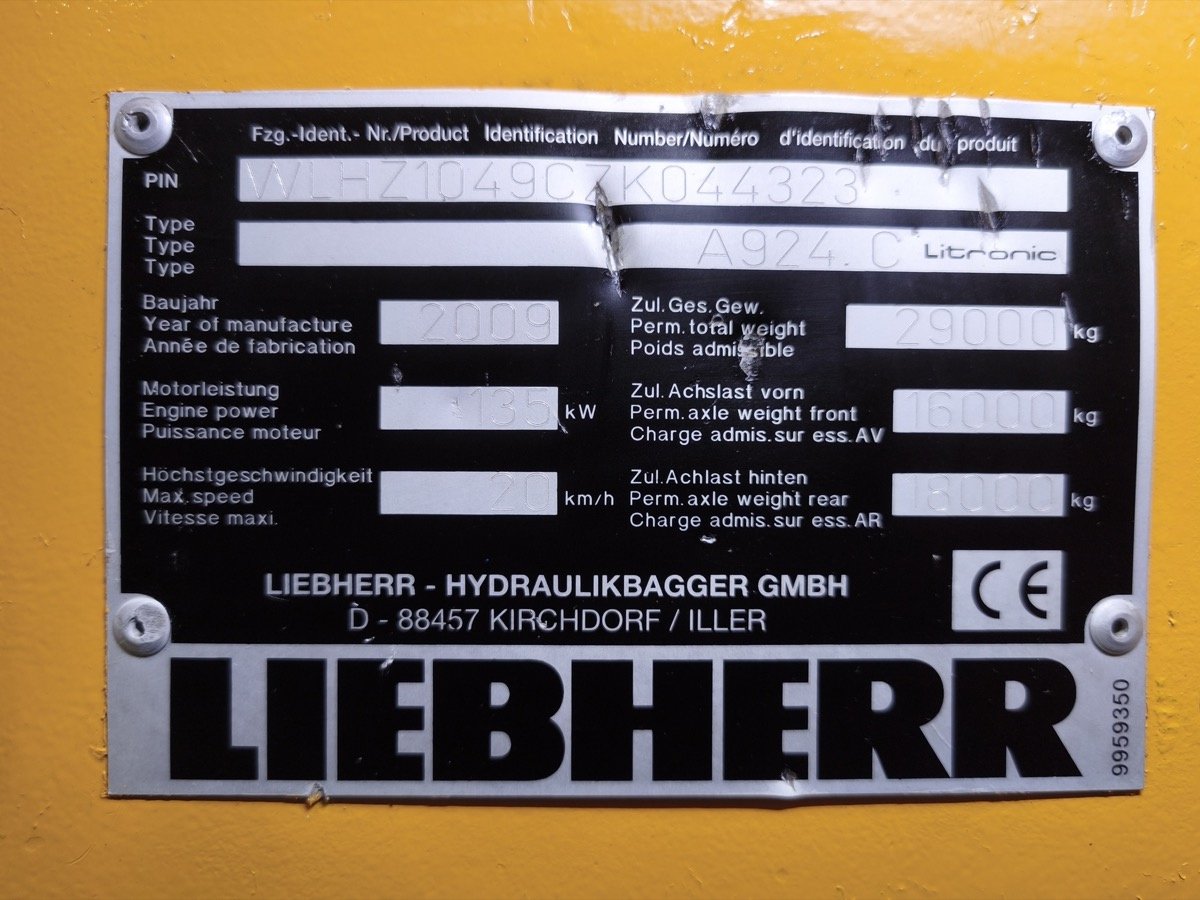 Fzg.-Ident.- Nr./Product Identification Number/Numéro d'identification du produit
PIN WLHZ1049CZK044323
Type
Type A924. C Litronic
Type
Baujahr
Year of manufacture 2009
Année de fabrication
Zul.Ges.Gew.
Perm.total weight 29000 kg
Poids admissible
Motorleistung
Engine power 135 kW
Puissance moteur
Zul.Achslast vorn
Perm.axle weight front 16000 kg
Charge admis.sur ess.AV
Höchstgeschwindigkeit
Max.speed 20 km/h
Vitesse maxi.
Zul.Achlast hinten
Perm.axle weight rear kg
Charge admis.sur ess.AR
LIEBHERR - HYDRAULIKBAGGER GMBH
D - 88457 KIRCHDORF / ILLER
CE
LIEBHERR
9959350